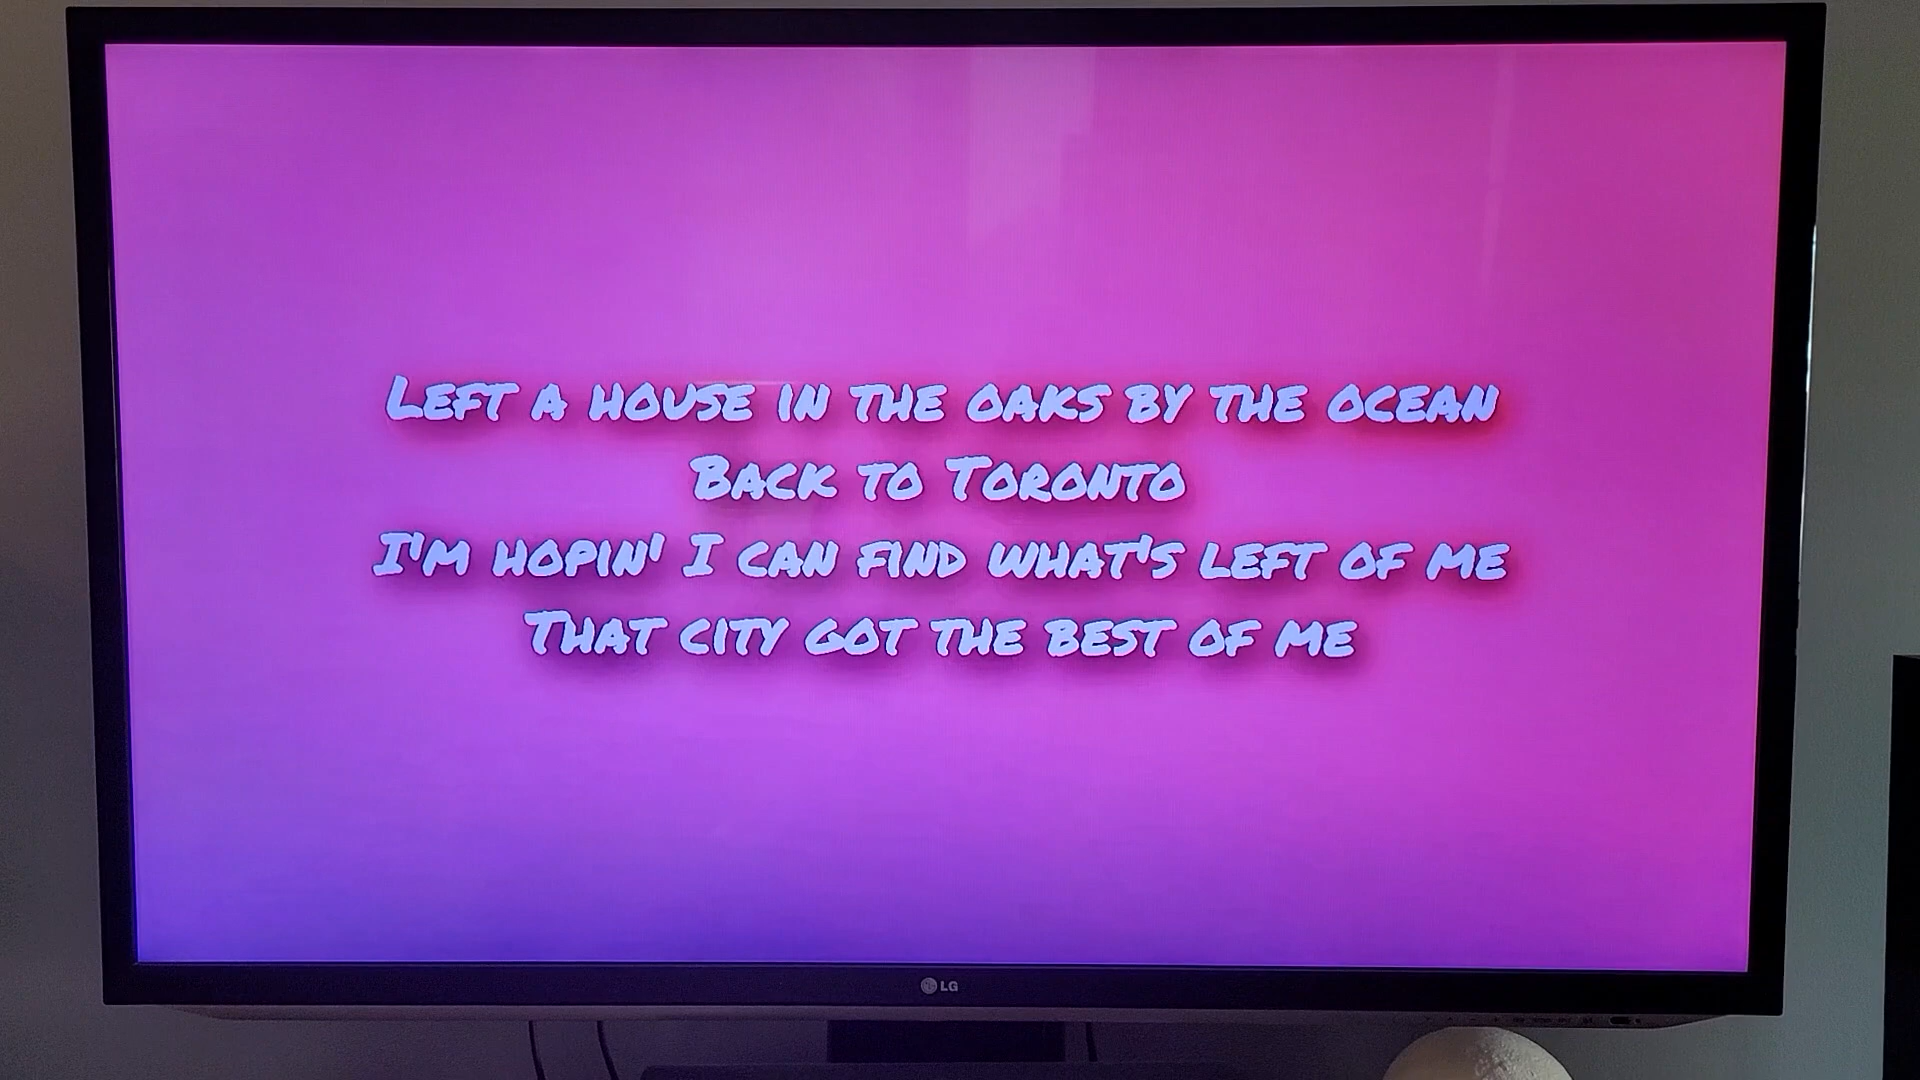 Left a house in the oaks by the ocean
Back to Toronto
I'm hopin' I can find what's left of me
That city got the best of me
LG